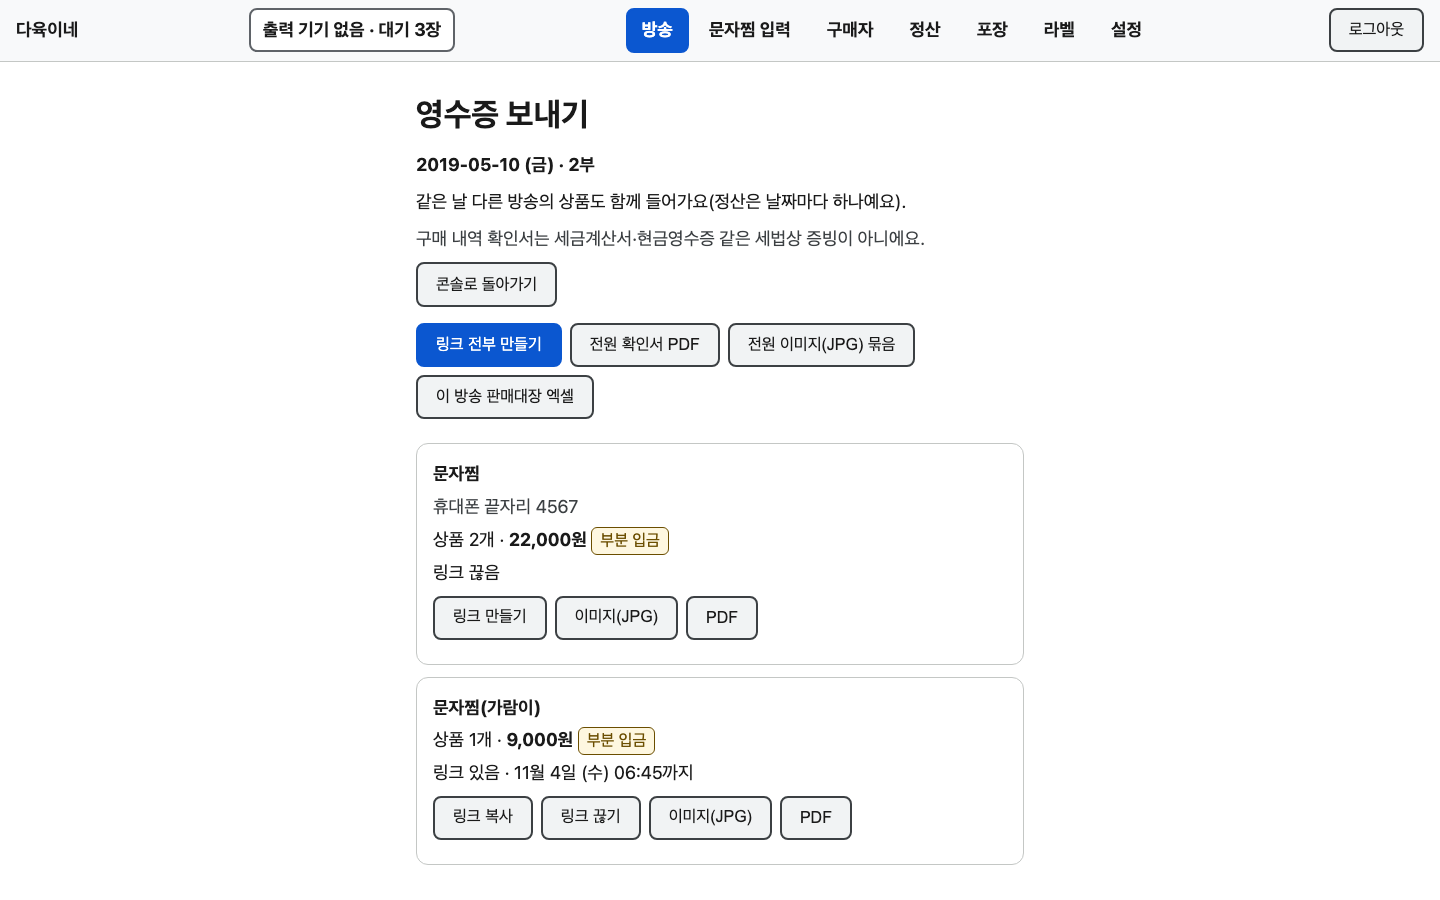 다육이네
출력 기기 없음 · 대기 3장
방송
문자찜 입력
구매자
정산
포장
라벨
설정
로그아웃
영수증 보내기
2019-05-10 (금) · 2부
같은 날 다른 방송의 상품도 함께 들어가요(정산은 날짜마다 하나예요).
구매 내역 확인서는 세금계산서·현금영수증 같은 세법상 증빙이 아니에요.
콘솔로 돌아가기
링크 전부 만들기
전원 확인서 PDF
전원 이미지(JPG) 묶음
이 방송 판매대장 엑셀
문자찜
휴대폰 끝자리 4567
상품 2개 · 22,000원 부분 입금
링크 끊음
링크 만들기
이미지(JPG)
PDF
문자찜(가람이)
상품 1개 · 9,000원 부분 입금
링크 있음 · 11월 4일 (수) 06:45까지
링크 복사
링크 끊기
이미지(JPG)
PDF